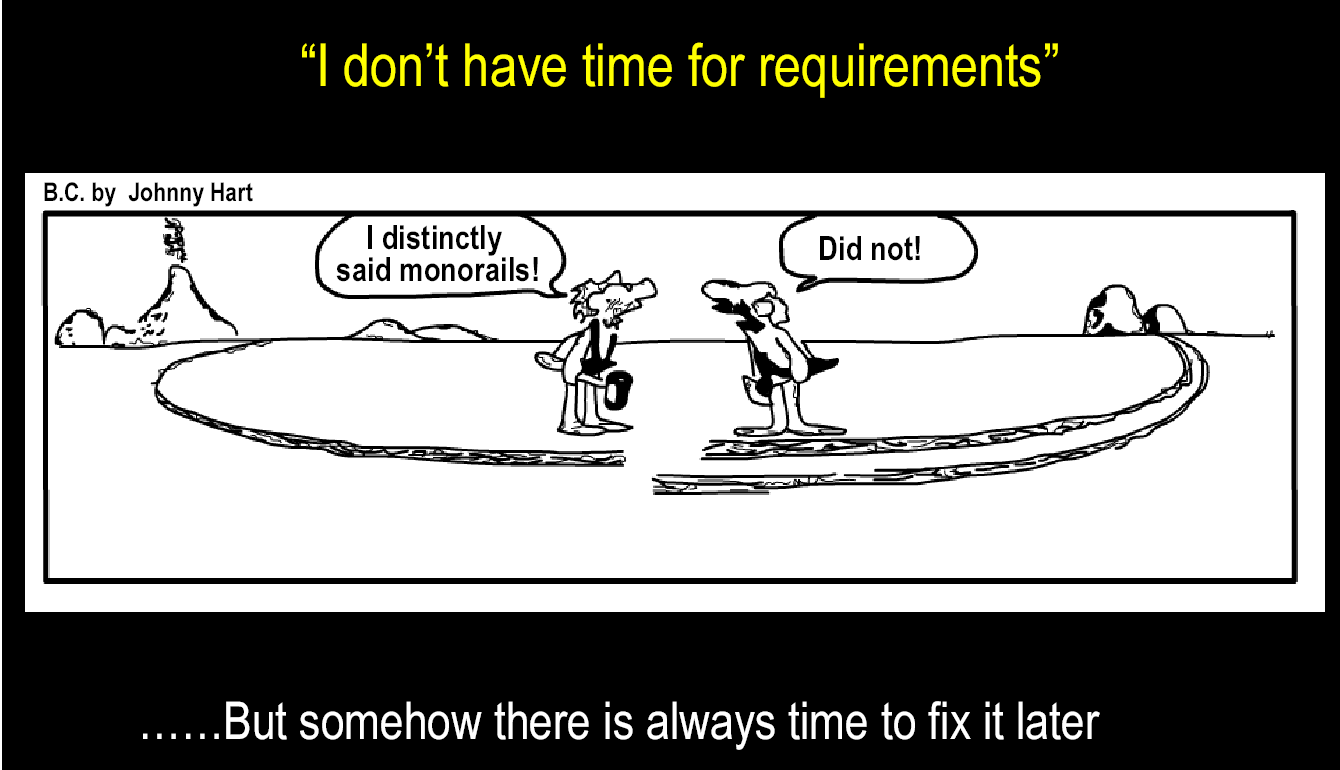 “I don’t have time for requirements”
B.C. by Johnny Hart
I distinctly
said monorails!
Did not!
……But somehow there is always time to fix it later